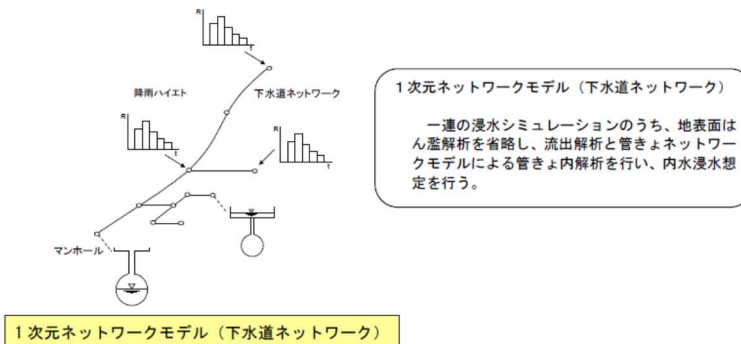 R
t
降雨ハイエト
下水道ネットワーク
R
t
R
t
マンホール
1次元ネットワークモデル（下水道ネットワーク）
一連の浸水シミュレーションのうち、地表面は
ん濫解析を省略し、流出解析と管きょネットワー
クモデルによる管きょ内解析を行い、内水浸水想
定を行う。
1次元ネットワークモデル（下水道ネットワーク）